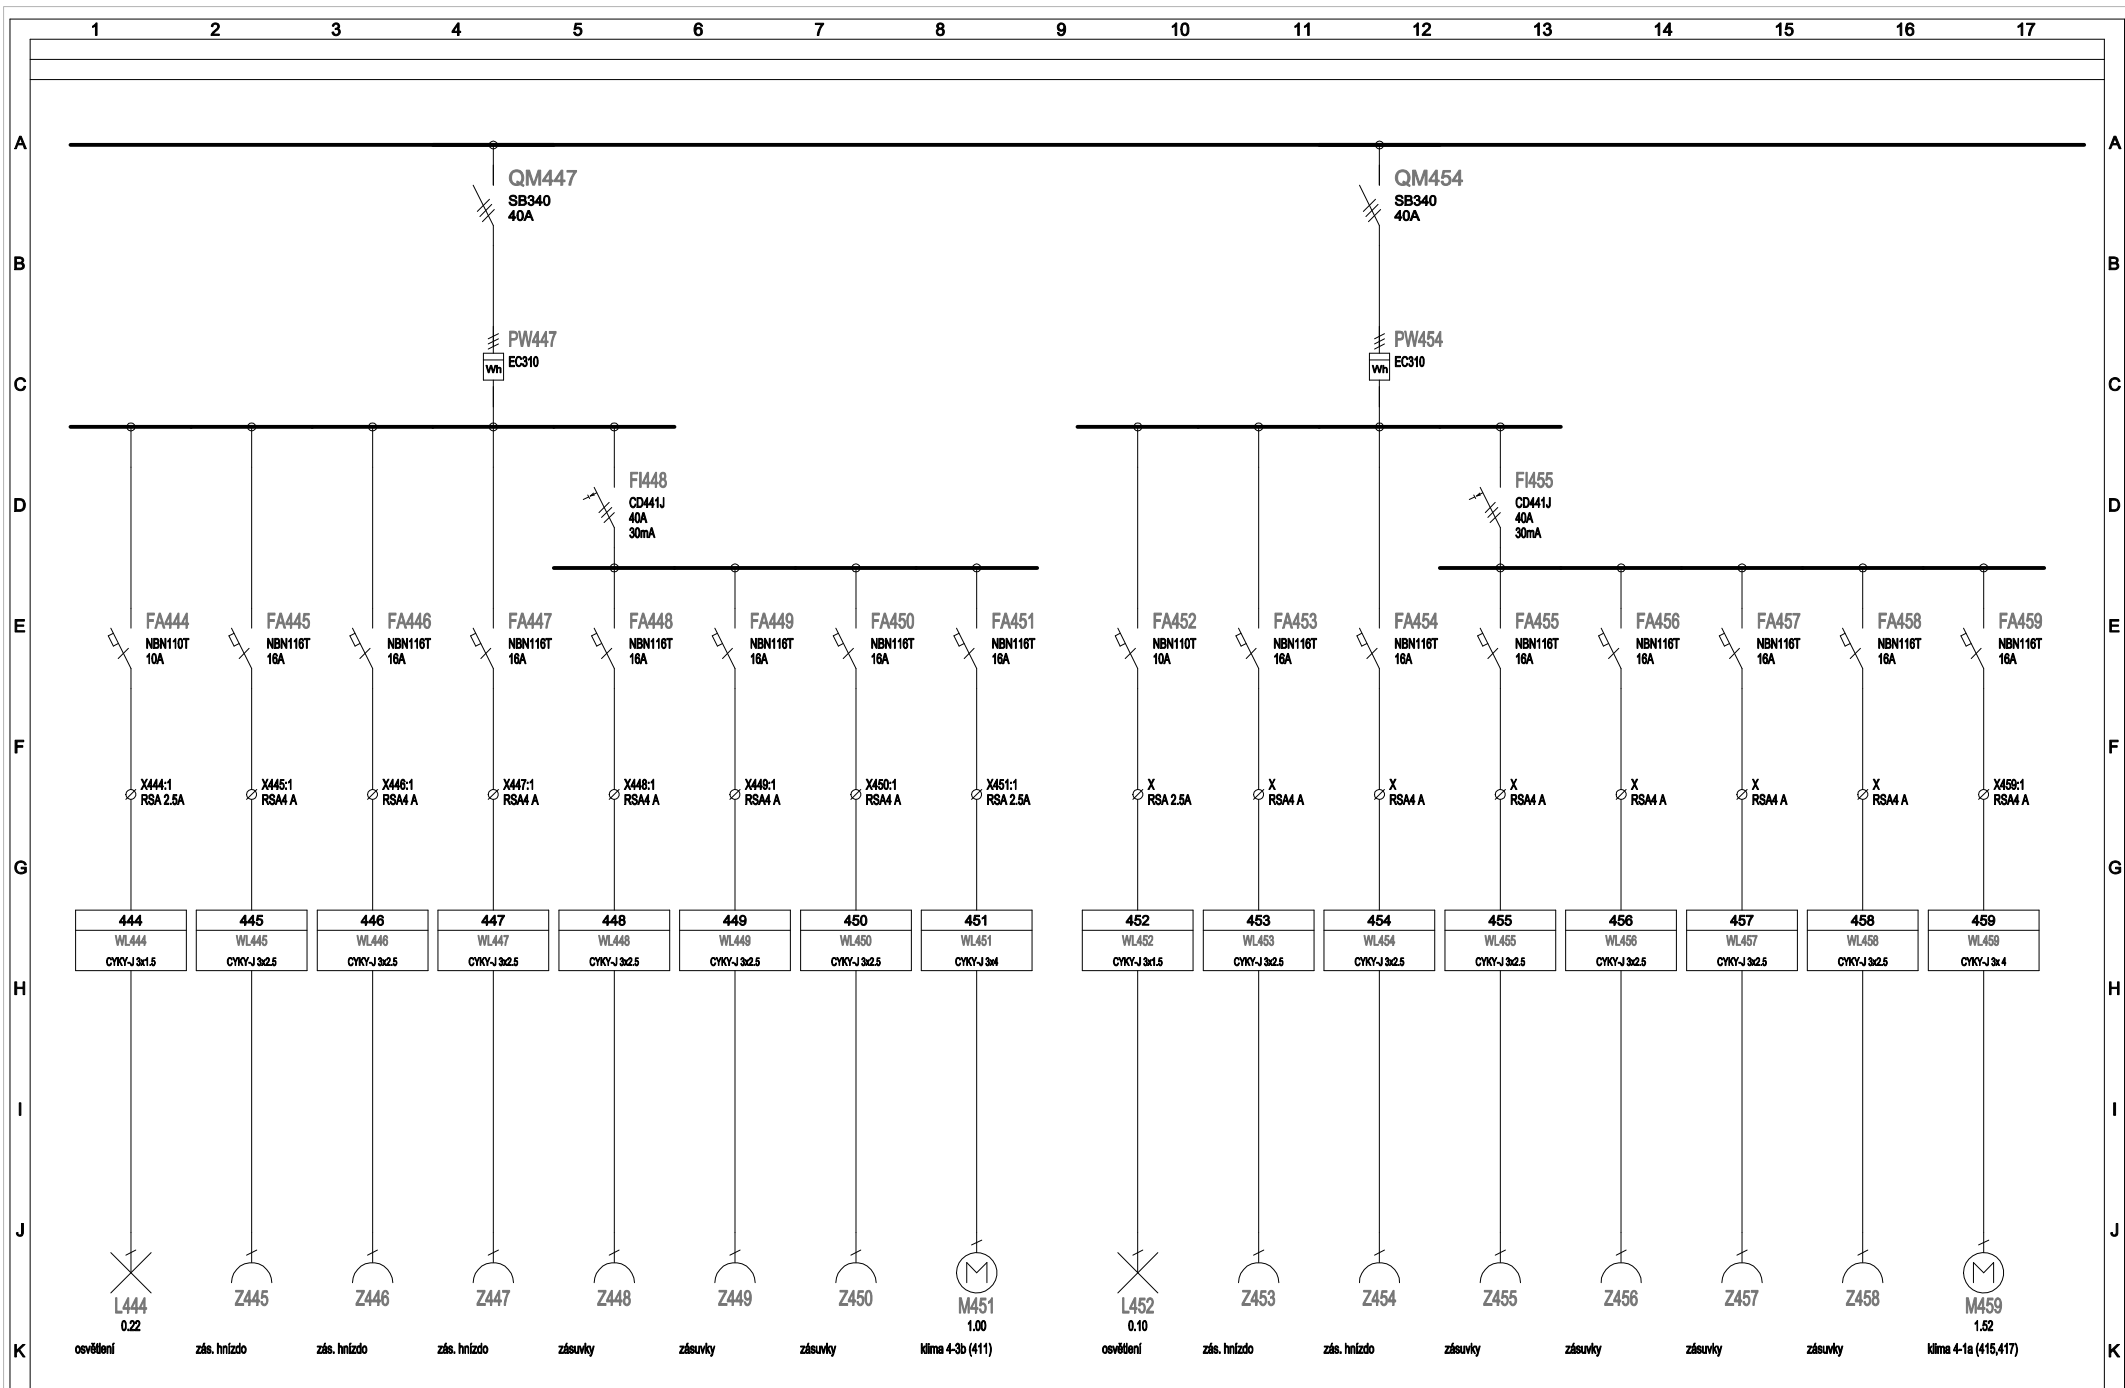 1 2 3 4 5 6 7 8 9 10 11 12 13 14 15 16 17
A A
QM447 QM454
SB340 SB340
40A 40A
B B
PW447 PW454
EC310 EC310
Wh Wh
C C
FI448 FI455
CD441J CD441J
D 40A 40A D
30mA 30mA
E FA444 FA445 FA446 FA447 FA448 FA449 FA450 FA451 FA452 FA453 FA454 FA455 FA456 FA457 FA458 FA459 E
NBN110T NBN116T NBN116T NBN116T NBN116T NBN116T NBN116T NBN116T NBN110T NBN116T NBN116T NBN116T NBN116T NBN116T NBN116T NBN116T
10A 16A 16A 16A 16A 16A 16A 16A 10A 16A 16A 16A 16A 16A 16A 16A
F F
X444:1 X445:1 X446:1 X447:1 X448:1 X449:1 X450:1 X451:1 X X X X X X X X459:1
RSA 2.5A RSA4 A RSA4 A RSA4 A RSA4 A RSA4 A RSA4 A RSA 2.5A RSA 2.5A RSA4 A RSA4 A RSA4 A RSA4 A RSA4 A RSA4 A RSA4 A
G G
444 445 446 447 448 449 450 451 452 453 454 455 456 457 458 459
WL444 WL445 WL446 WL447 WL448 WL449 WL450 WL451 WL452 WL453 WL454 WL455 WL456 WL457 WL458 WL459
CYKY-J 3x1.5 CYKY-J 3x2.5 CYKY-J 3x2.5 CYKY-J 3x2.5 CYKY-J 3x2.5 CYKY-J 3x2.5 CYKY-J 3x2.5 CYKY-J 3x4 CYKY-J 3x1.5 CYKY-J 3x2.5 CYKY-J 3x2.5 CYKY-J 3x2.5 CYKY-J 3x2.5 CYKY-J 3x2.5 CYKY-J 3x2.5 CYKY-J 3x 4
H H
I I
J J
M M
L444 Z445 Z446 Z447 Z448 Z449 Z450 M451 L452 Z453 Z454 Z455 Z456 Z457 Z458 M459
0.22 1.00 0.10 1.52
K osvětlení zás. hnízdo zás. hnízdo zás. hnízdo zásuvky zásuvky zásuvky klima 4-3b (411) osvětlení zás. hnízdo zás. hnízdo zásuvky zásuvky zásuvky zásuvky klima 4-1a (415,417) K